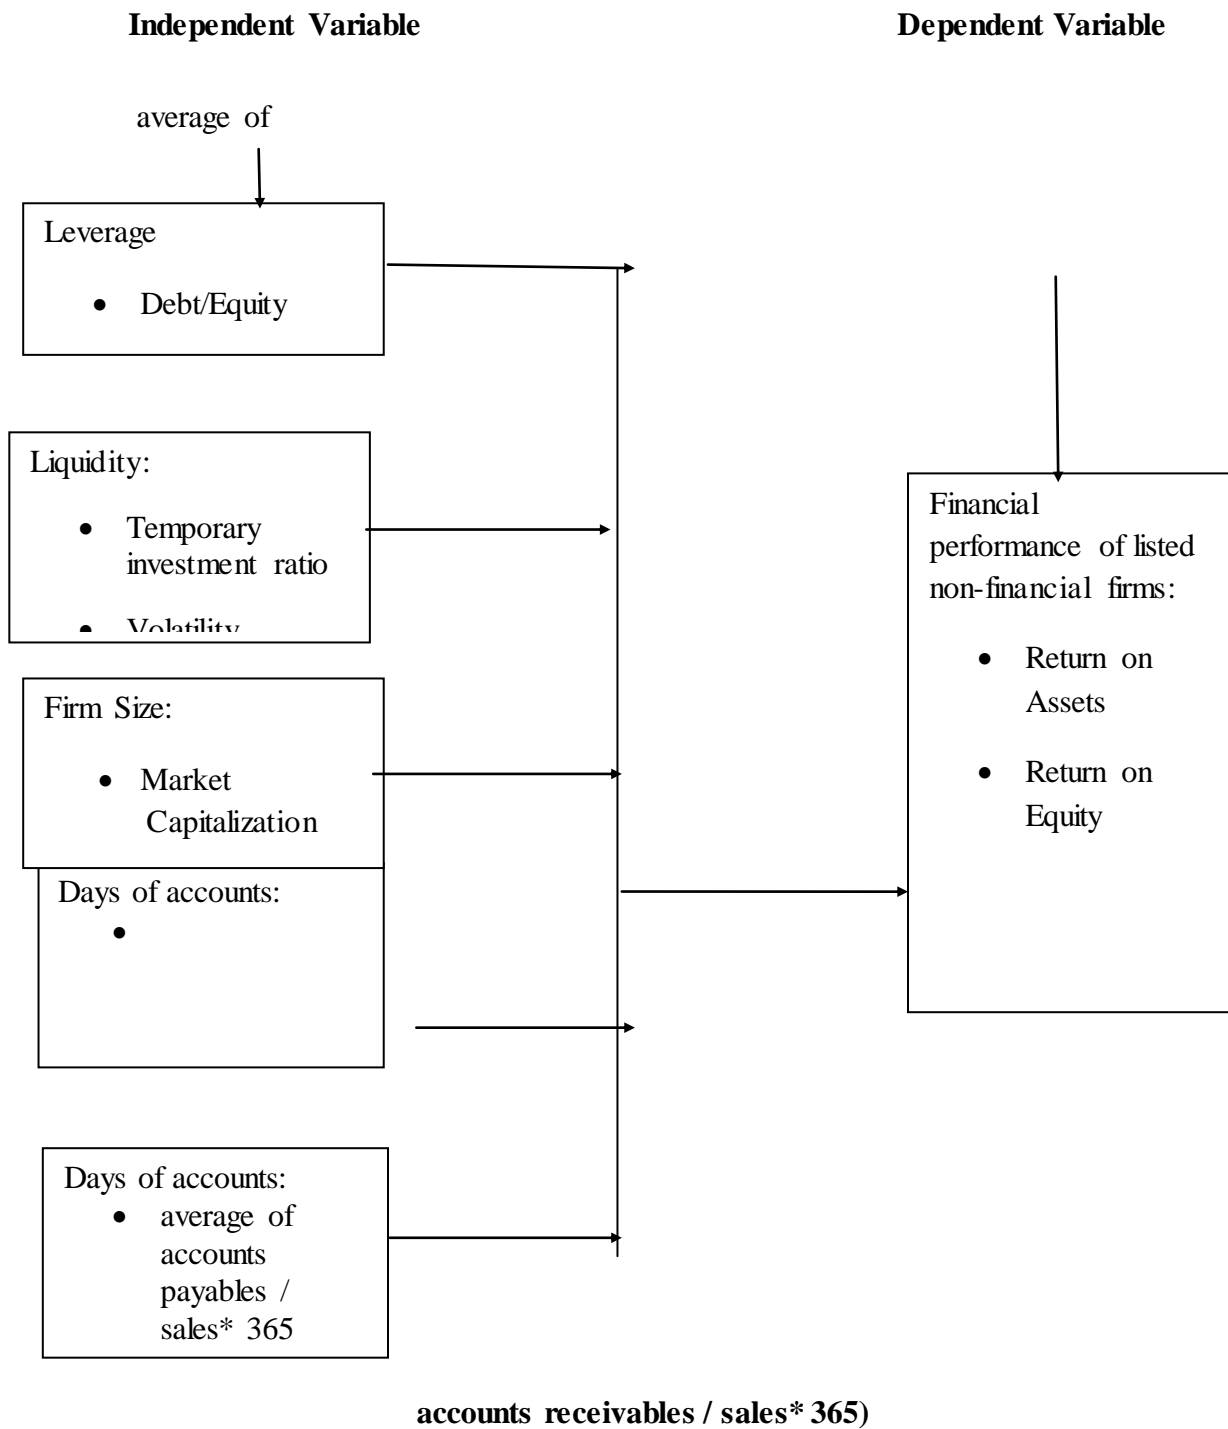 Independent Variable
Dependent Variable
average of
Leverage
• Debt/Equity
Liquidity:
• Temporary
investment ratio
• Volatility
Firm Size:
• Market
Capitalization
Days of accounts:
•
Days of accounts:
• average of
accounts
payables /
sales* 365
Financial
performance of listed
non-financial firms:
• Return on
Assets
• Return on
Equity
accounts receivables / sales* 365)